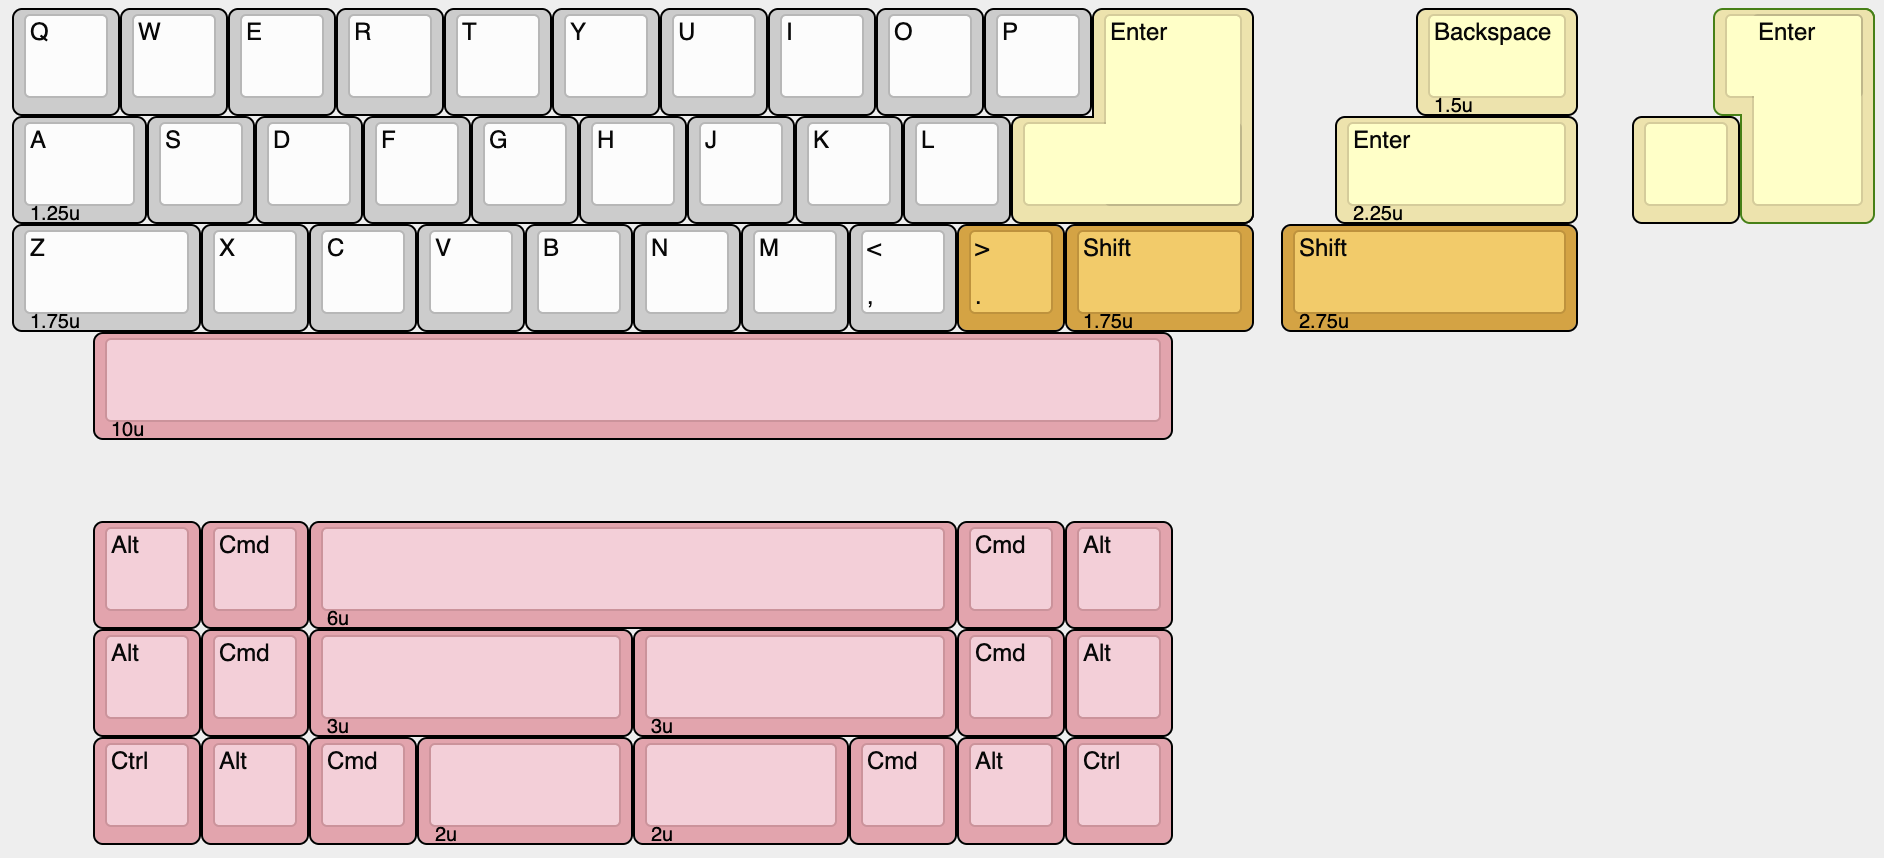 Q W E R T Y U I O P Enter Backspace Enter
1.5u
A S D F G H J K L Enter
1.25u 2.25u
Z X C V B N M < > Shift Shift
, .
1.75u 1.75u 2.75u
10u
Alt Cmd Cmd Alt
6u
Alt Cmd Cmd Alt
3u 3u
Ctrl Alt Cmd Cmd Alt Ctrl
2u 2u